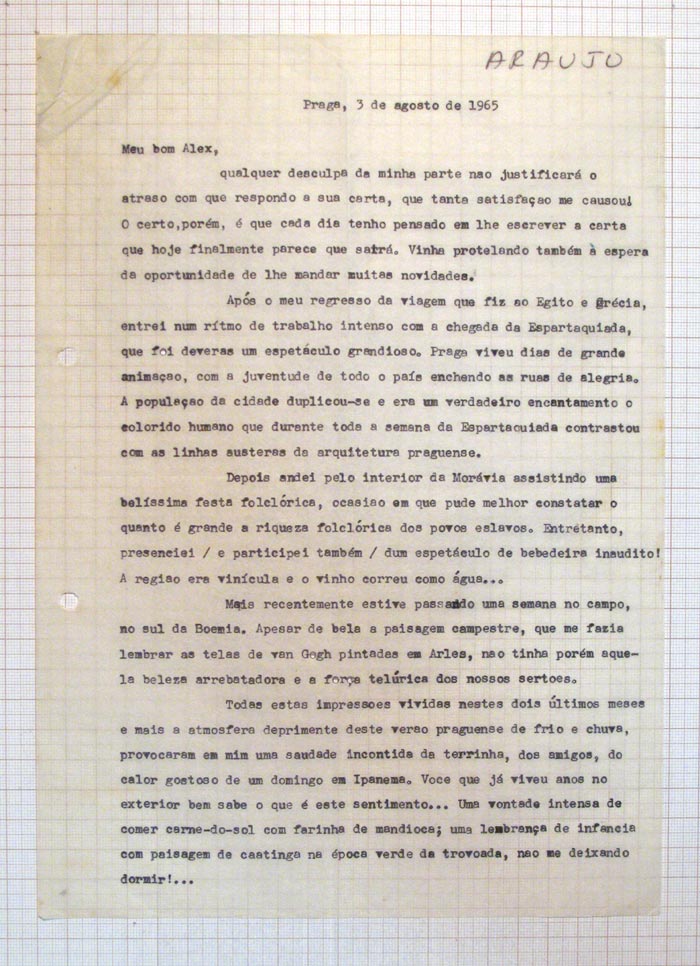 ARAUJO
Praga, 3 de agosto de 1965
Meu bom Alex,
qualquer desculpa da minha parte nao justificará o
atraso com que respondo a sua carta, que tanta satisfaçao me causou!
O certo,porém, é que cada dia tenho pensado em lhe escrever a carta
que hoje finalmente parece que sairá. Vinha protelando também à espera
da oportunidade de lhe mandar muitas novidades.
Após o meu regresso da viagem que fiz ao Egito e Grécia,
entrei num rítmo de trabalho intenso com a chegada da Espartaquiada,
que foi deveras um espetáculo grandioso. Praga viveu dias de grande
animaçao, com a juventude de todo o país enchendo as ruas de alegria.
A populaçao da cidade duplicou-se e era um verdadeiro encantamento o
colorido humano que durante toda a semana da Espartaquiada contrastou
com as linhas austeras da arquitetura praguense.
Depois andei pelo interior da Morávia assistindo uma
belíssima festa folclórica, ocasiao em que pude melhor constatar o
quanto é grande a riqueza folclórica dos povos eslavos. Entretanto,
presenciei / e participei também / dum espetáculo de bebedeira inaudito!
A regiao era vinícula e o vinho correu como água...
Mais recentemente estive passando uma semana no campo,
no sul da Boemia. Apesar de bela a paisagem campestre, que me fazia
lembrar as telas de van Gogh pintadas em Arles, nao tinha porém aque-
la beleza arrebatadora e a força telúrica dos nossos sertoes.
Todas estas impressoes vividas nestes dois últimos meses
e mais a atmosfera deprimente deste verao praguense de frio e chuva,
provocaram em mim uma saudade incontida da terrinha, dos amigos, do
calor gostoso de um domingo em Ipanema. Voce que já viveu anos no
exterior bem sabe o que é este sentimento... Uma vontade intensa de
comer carne-do-sol com farinha de mandioca; uma lembrança de infancia
com paisagem de caatinga na época verde da trovoada, nao me deixando
dormir!...